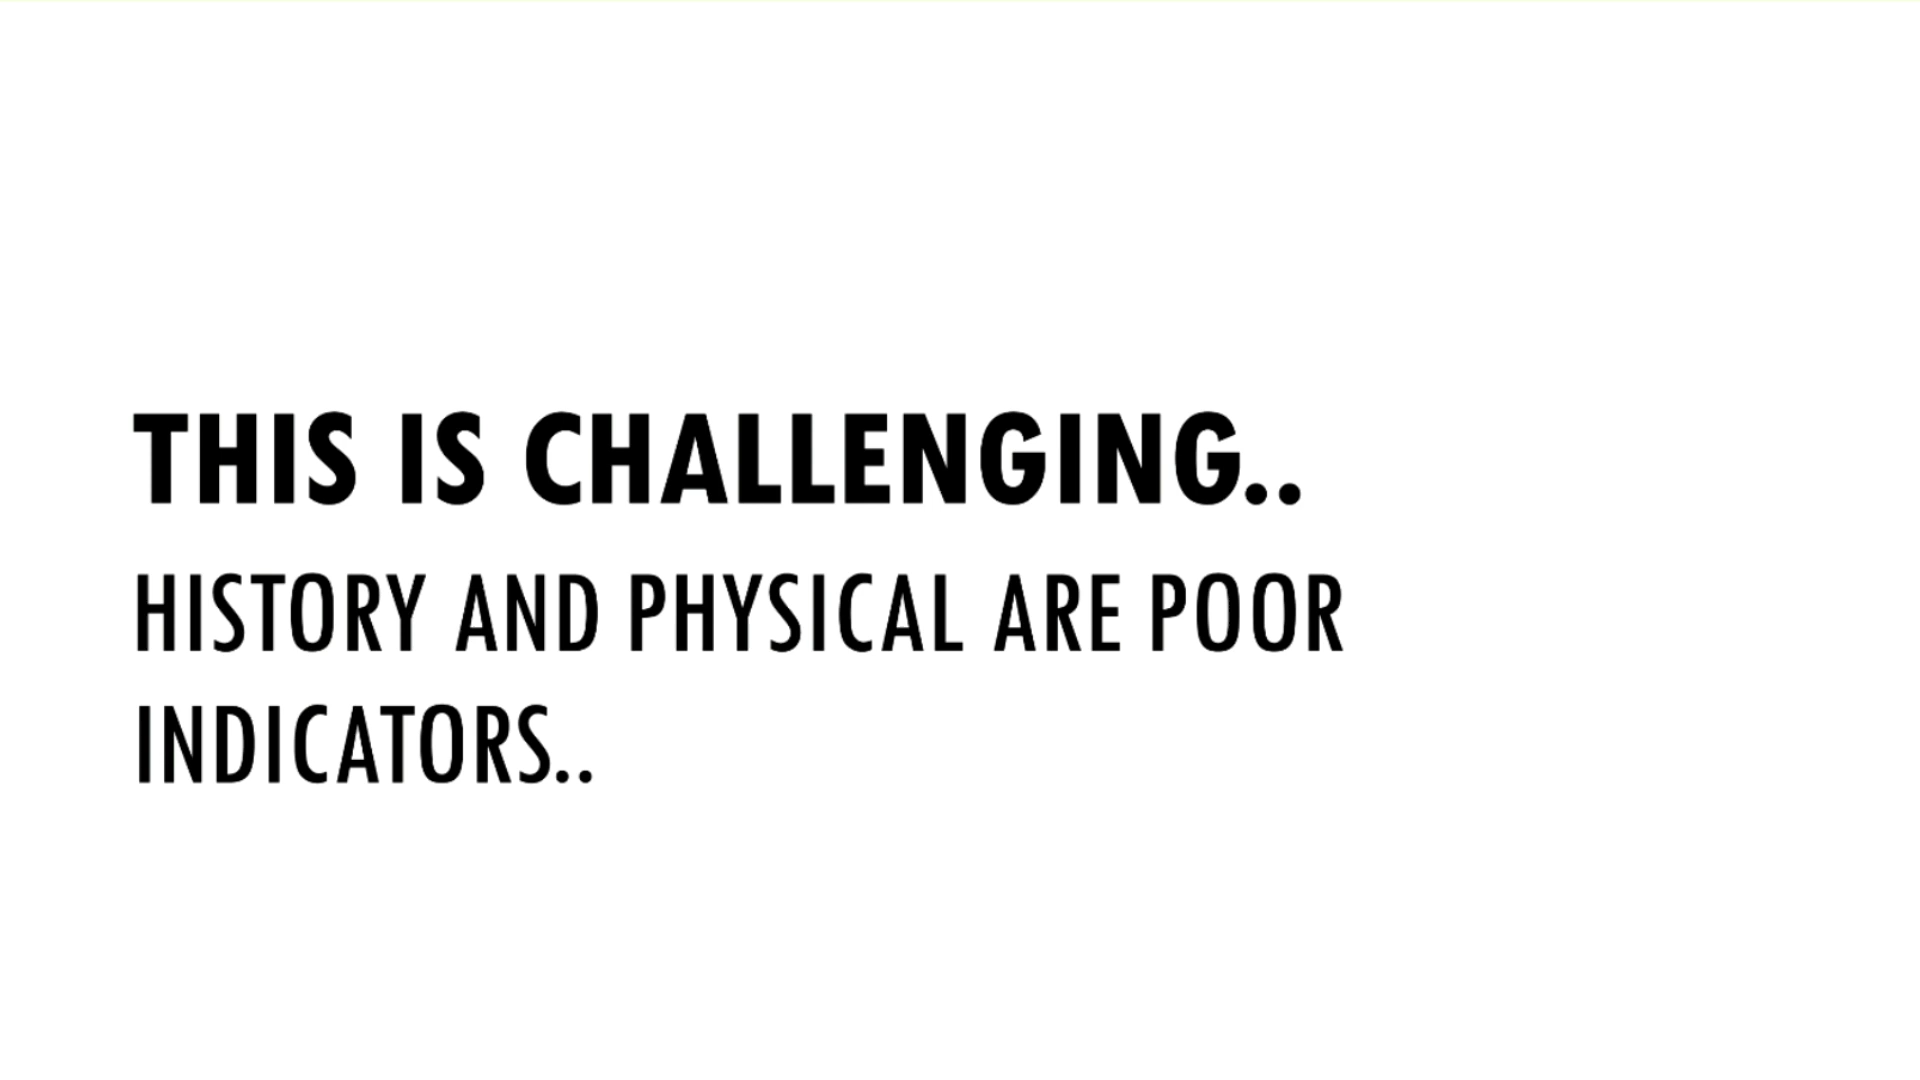 THIS IS CHALLENGING..
HISTORY AND PHYSICAL ARE POOR
INDICATORS..